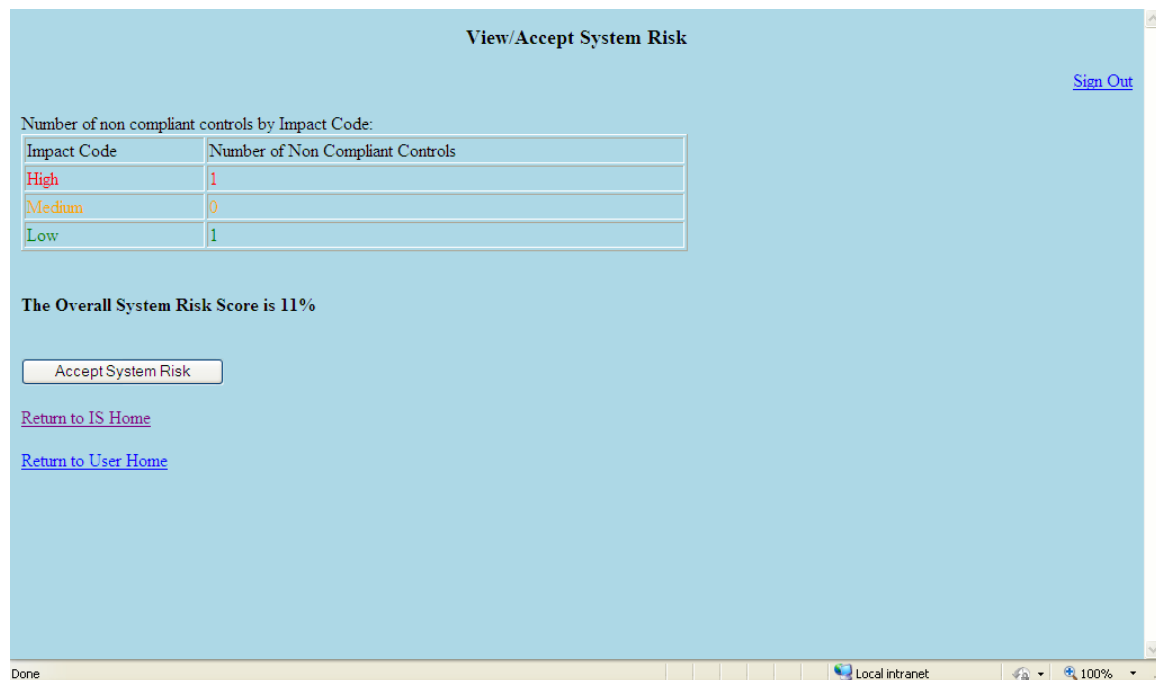 View/Accept System Risk
Sign Out
Number of non compliant controls by Impact Code:
Impact Code Number of Non Compliant Controls
High 1
Medium 0
Low 1
The Overall System Risk Score is 11%
Accept System Risk
Return to IS Home
Return to User Home
Done Local intranet 100%